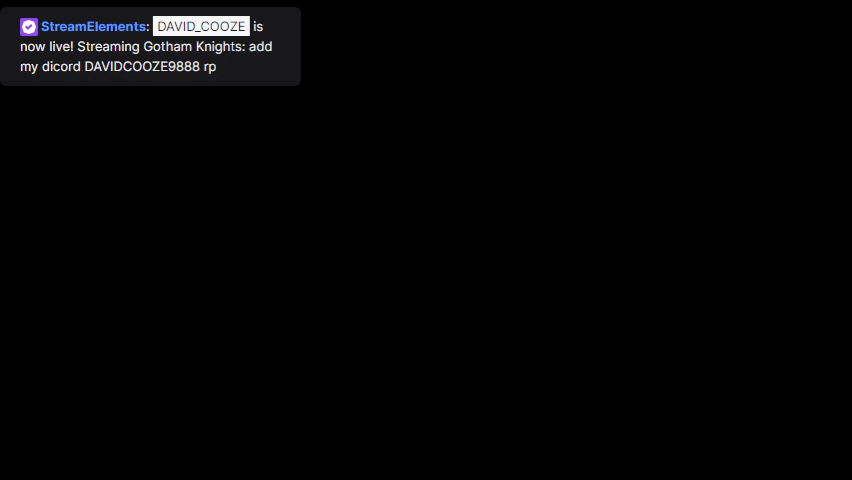 StreamElements: DAVID_COOZE is
now live! Streaming Gotham Knights: add
my dicord DAVIDCOOZE9888 rp